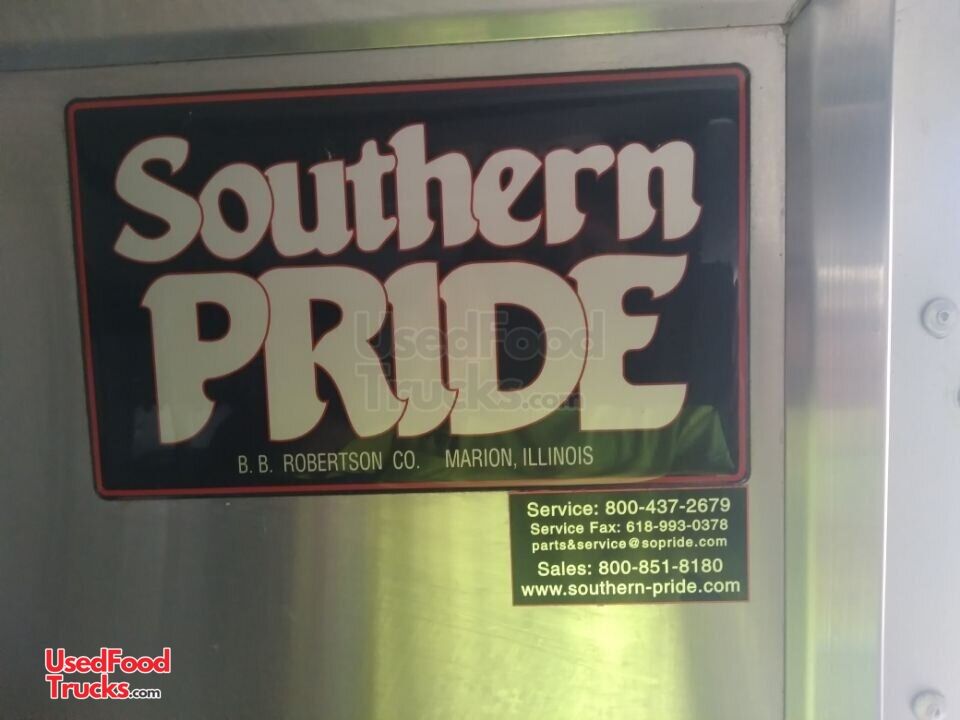 Southern
PRIDE
UsedFood
Trucks.com
B. B. ROBERTSON CO. MARION, ILLINOIS
Service: 800-437-2679
Service Fax: 618-993-0378
parts&service@sopride.com
Sales: 800-851-8180
www.southern-pride.com
UsedFood
Trucks.com